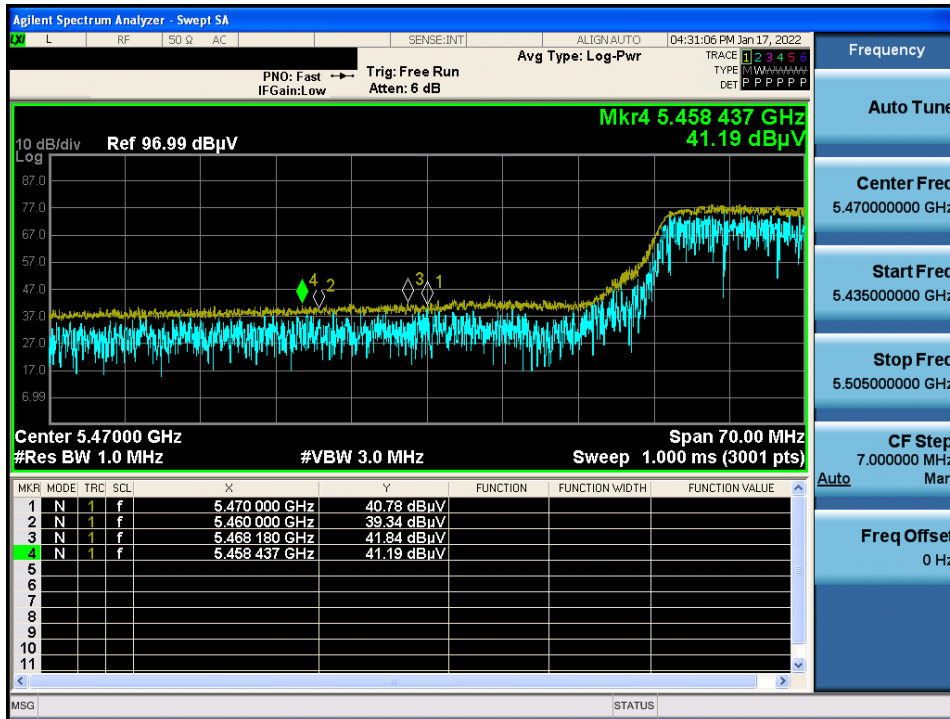 Agilent Spectrum Analyzer - Swept SA
LXI L RF 50 Ω AC SENSE:INT ALIGN AUTO 04:31:06 PM Jan 17, 2022
Avg Type: Log-Pwr
TRACE 1 2 3 4 5 6
PNO: Fast Trig: Free Run
TYPE M W W W W W
IFGain:Low Atten: 6 dB
DET P P P P P P
Mkr4 5.458 437 GHz
41.19 dBµV
10 dB/div Ref 96.99 dBµV
Log
87.0
77.0
67.0
57.0
47.0
37.0
27.0
17.0
6.99
4 2 3 1
Center 5.47000 GHz Span 70.00 MHz
#Res BW 1.0 MHz #VBW 3.0 MHz Sweep 1.000 ms (3001 pts)
MKR MODE TRC SCL X Y FUNCTION FUNCTION WIDTH FUNCTION VALUE
1 N 1 f 5.470 000 GHz 40.78 dBµV
2 N 1 f 5.460 000 GHz 39.34 dBµV
3 N 1 f 5.468 180 GHz 41.84 dBµV
4 N 1 f 5.458 437 GHz 41.19 dBµV
5
6
7
8
9
10
11
MSG STATUS
Frequency
Auto Tune
Center Freq
5.470000000 GHz
Start Freq
5.435000000 GHz
Stop Freq
5.505000000 GHz
CF Step
7.000000 MHz
Auto Man
Freq Offset
0 Hz